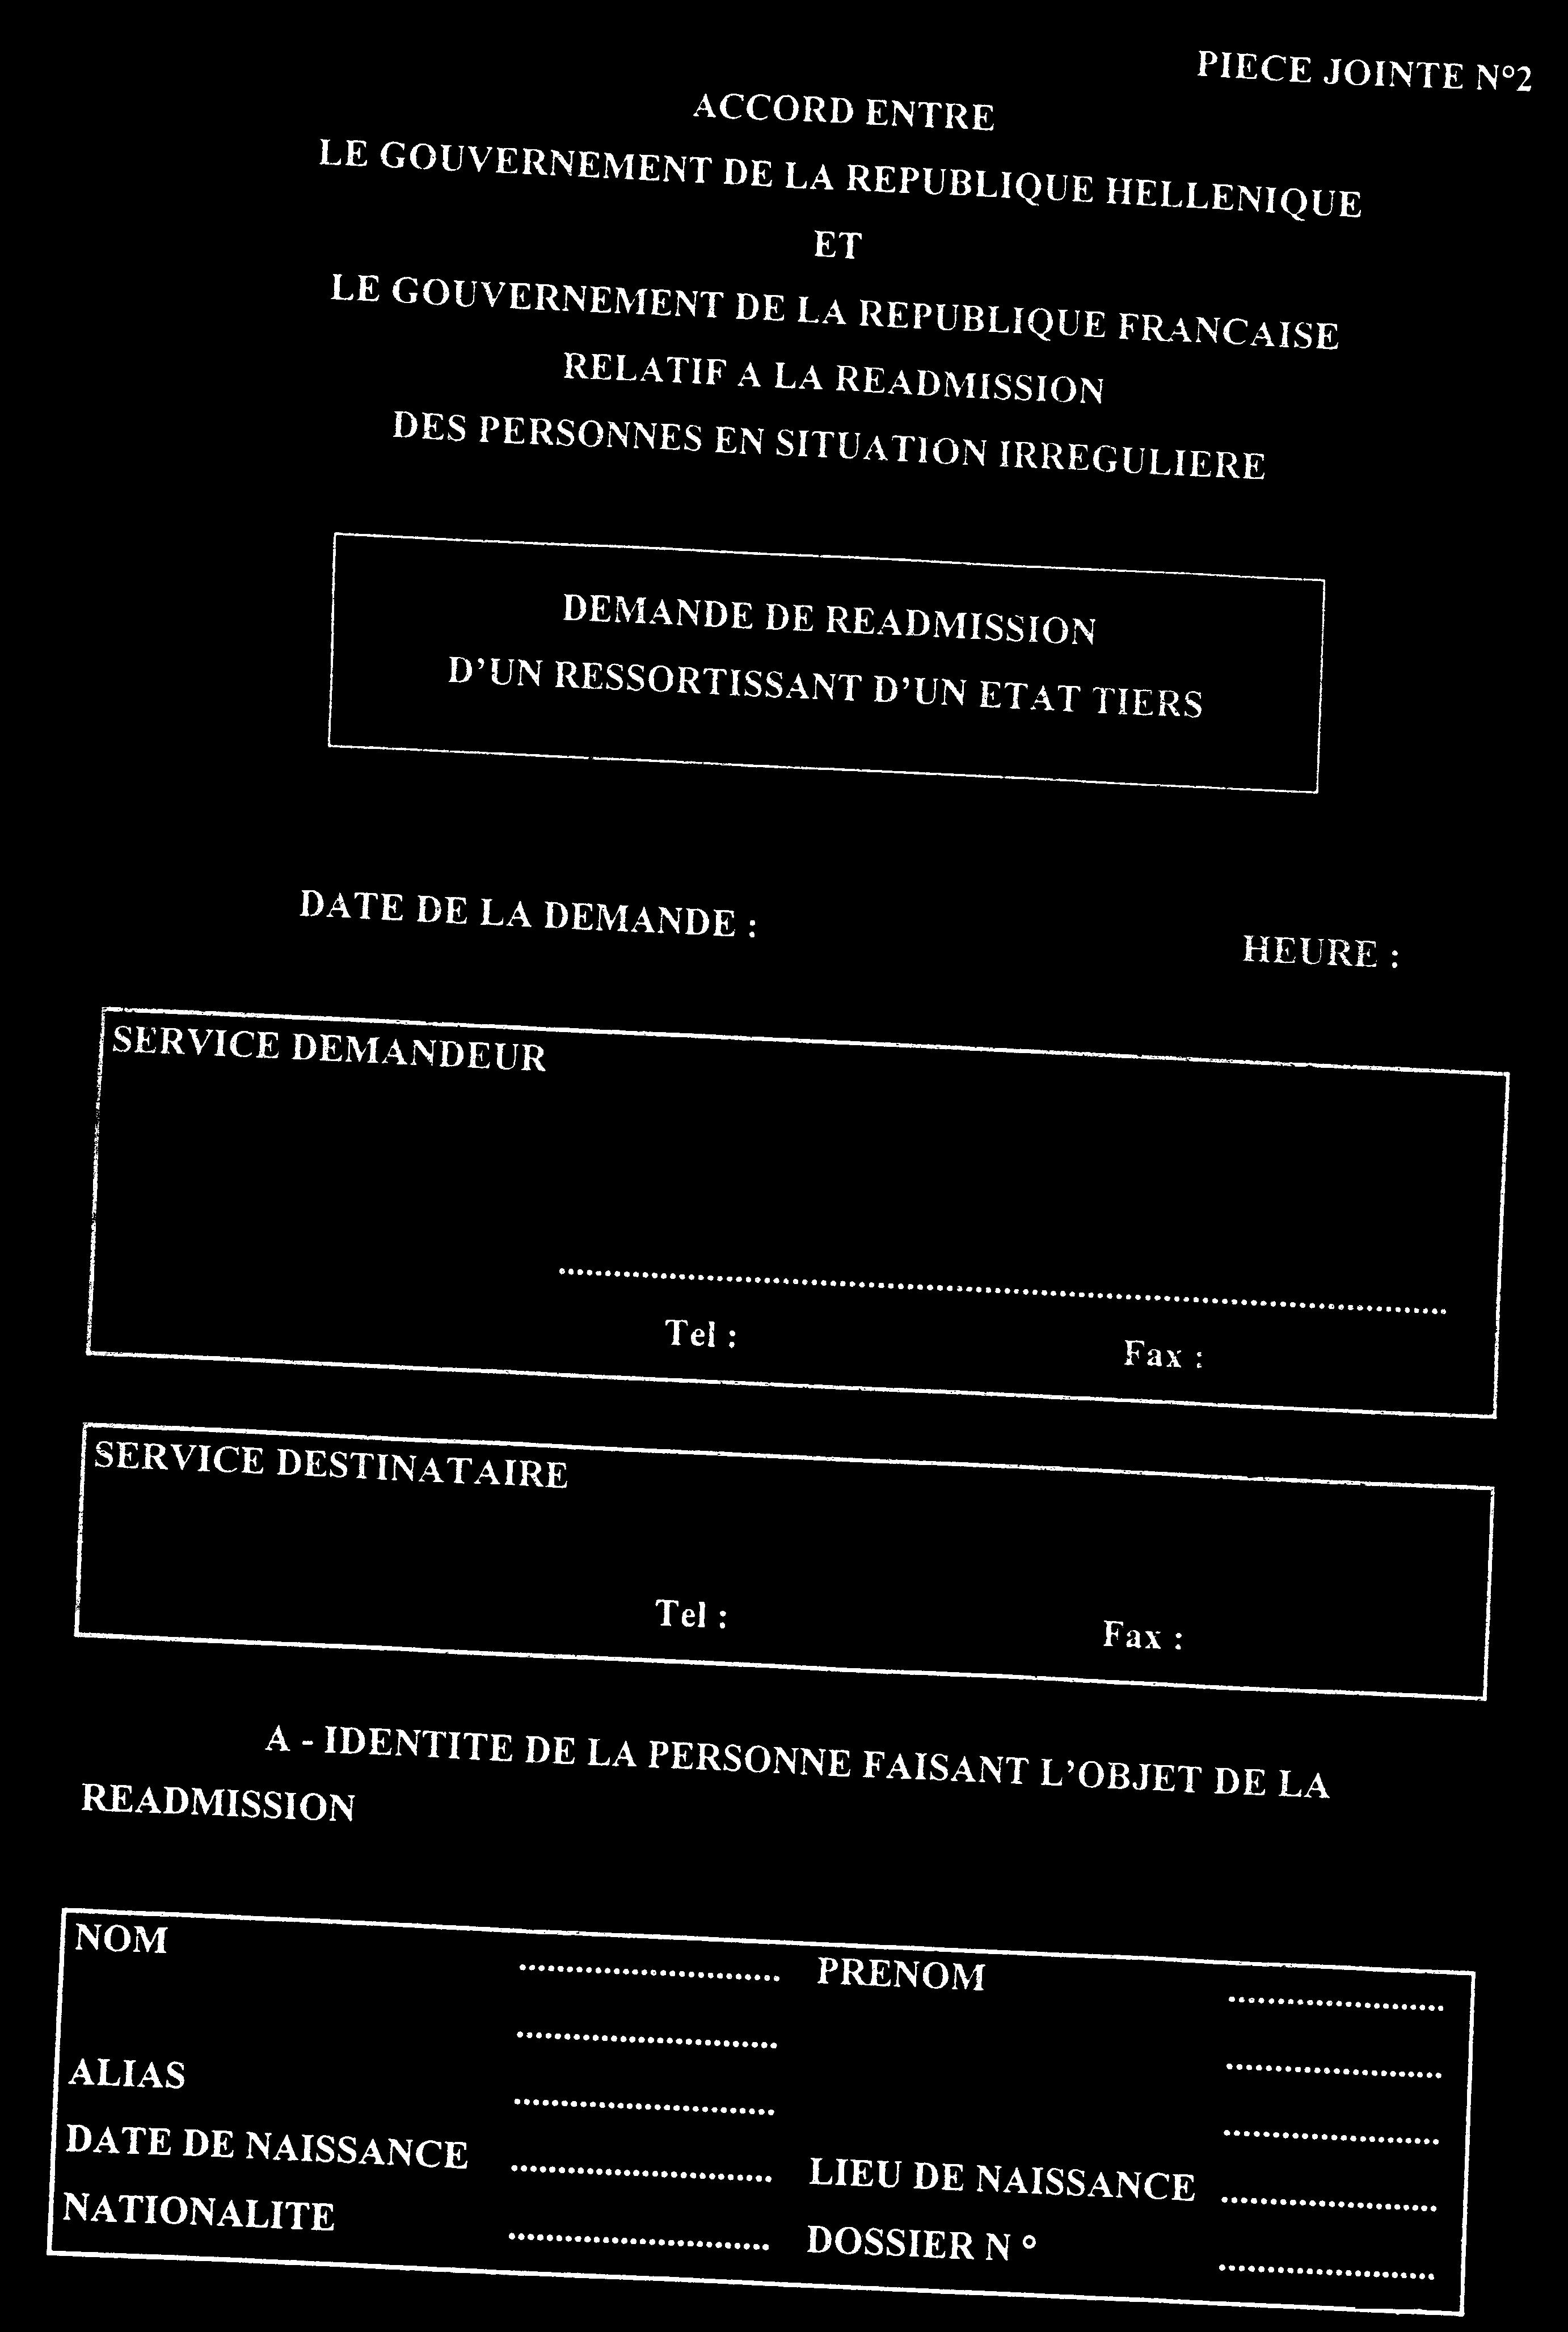 PIECE JOINTE N°2
ACCORD ENTRE
LE GOUVERNEMENT DE LA REPUBLIQUE HELLENIQUE
ET
LE GOUVERNEMENT DE LA REPUBLIQUE FRANCAISE
RELATIF A LA READMISSION
DES PERSONNES EN SITUATION IRREGULIERE
DEMANDE DE READMISSION
D'UN RESSORTISSANT D'UN ETAT TIERS
DATE DE LA DEMANDE : HEURE :
SERVICE DEMANDEUR
................................................................................................
Tel : Fax :
SERVICE DESTINATAIRE
Tel : Fax :
A - IDENTITE DE LA PERSONNE FAISANT L'OBJET DE LA
READMISSION
NOM ............................ PRENOM .......................
............................ .......................
ALIAS ............................ .......................
DATE DE NAISSANCE ............................ LIEU DE NAISSANCE .......................
NATIONALITE ............................ DOSSIER N ° .......................